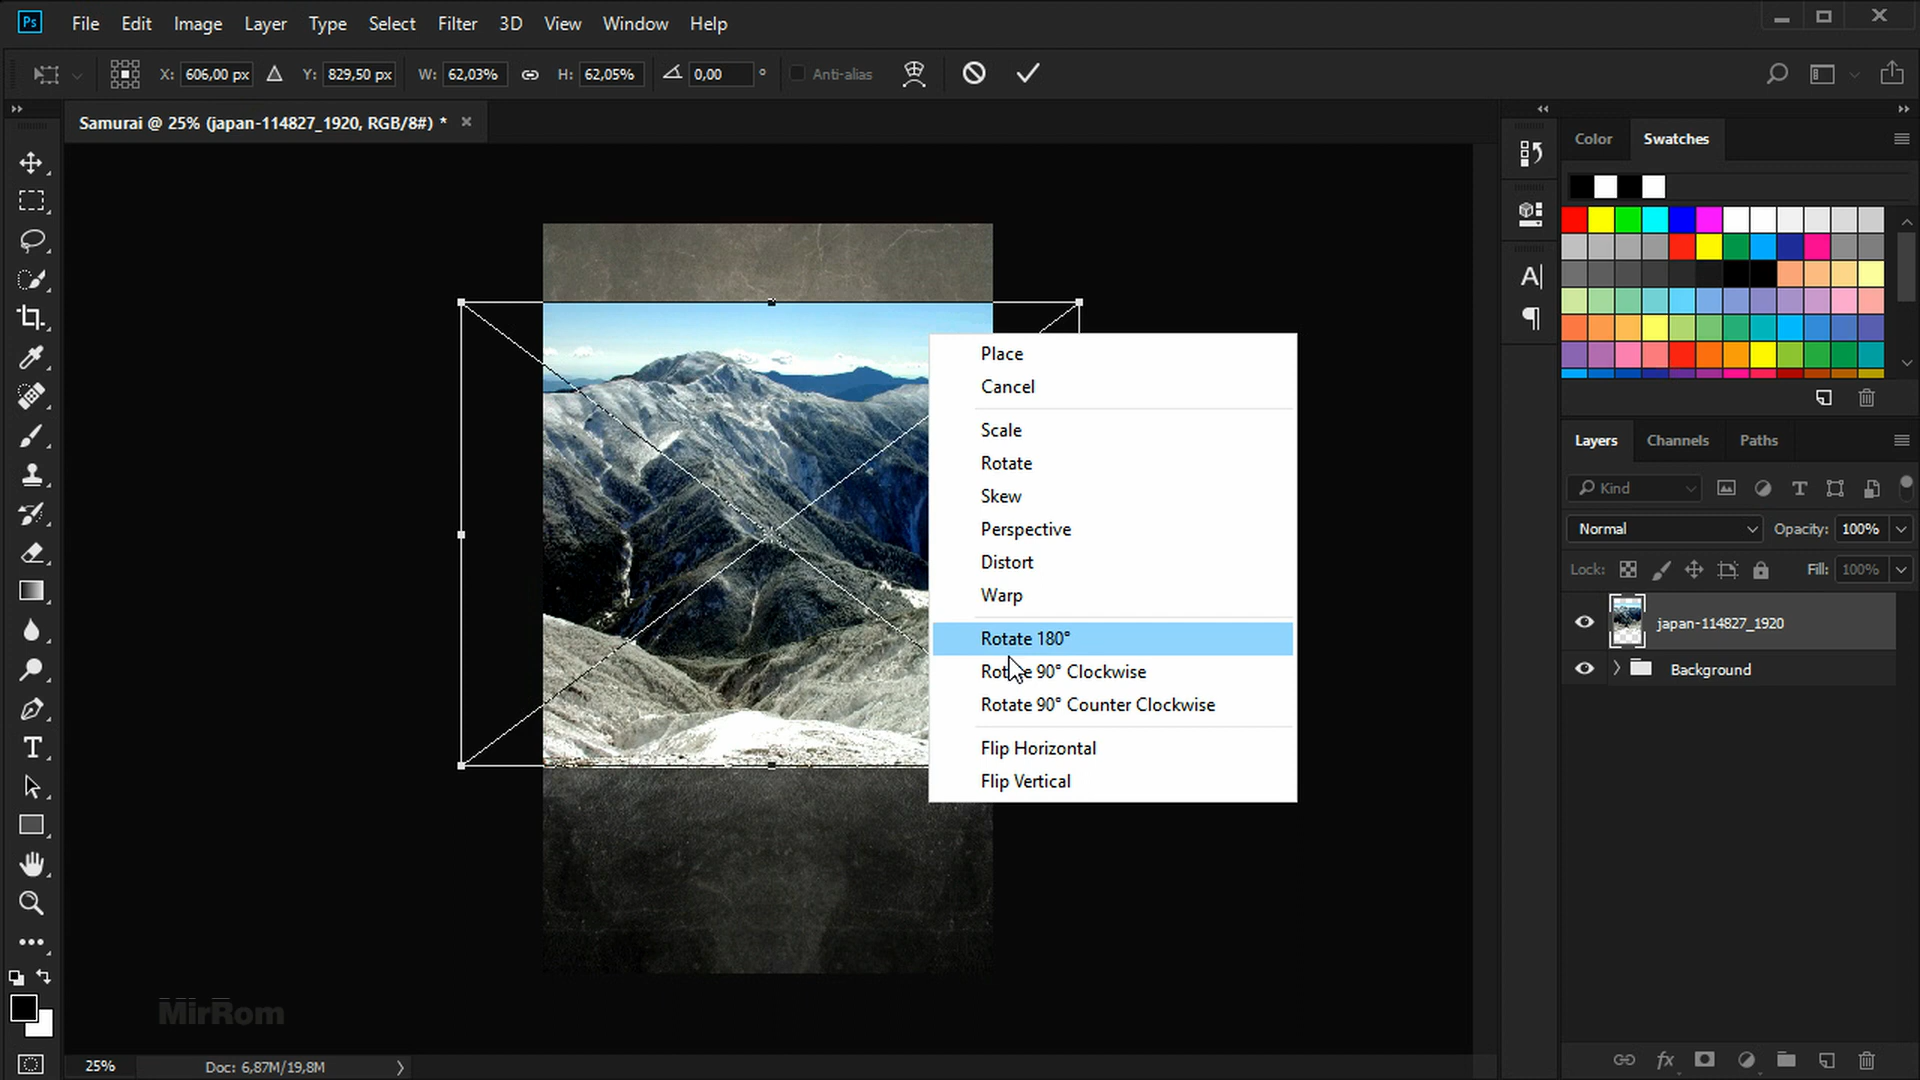 Ps File Edit Image Layer Type Select Filter 3D View Window Help
X: 606,00 px Y: 829,50 px W: 62,03% H: 62,05% 0,00 ° Anti-alias
Samurai @ 25% (japan-114827_1920, RGB/8#) *
Color Swatches
Place
Cancel
Scale
Rotate
Skew
Perspective
Distort
Warp
Rotate 180°
Rotate 90° Clockwise
Rotate 90° Counter Clockwise
Flip Horizontal
Flip Vertical
Layers Channels Paths
Kind
Normal Opacity: 100%
Lock: Fill: 100%
japan-114827_1920
Background
MirRom
25% Doc: 6,87M/19,8M